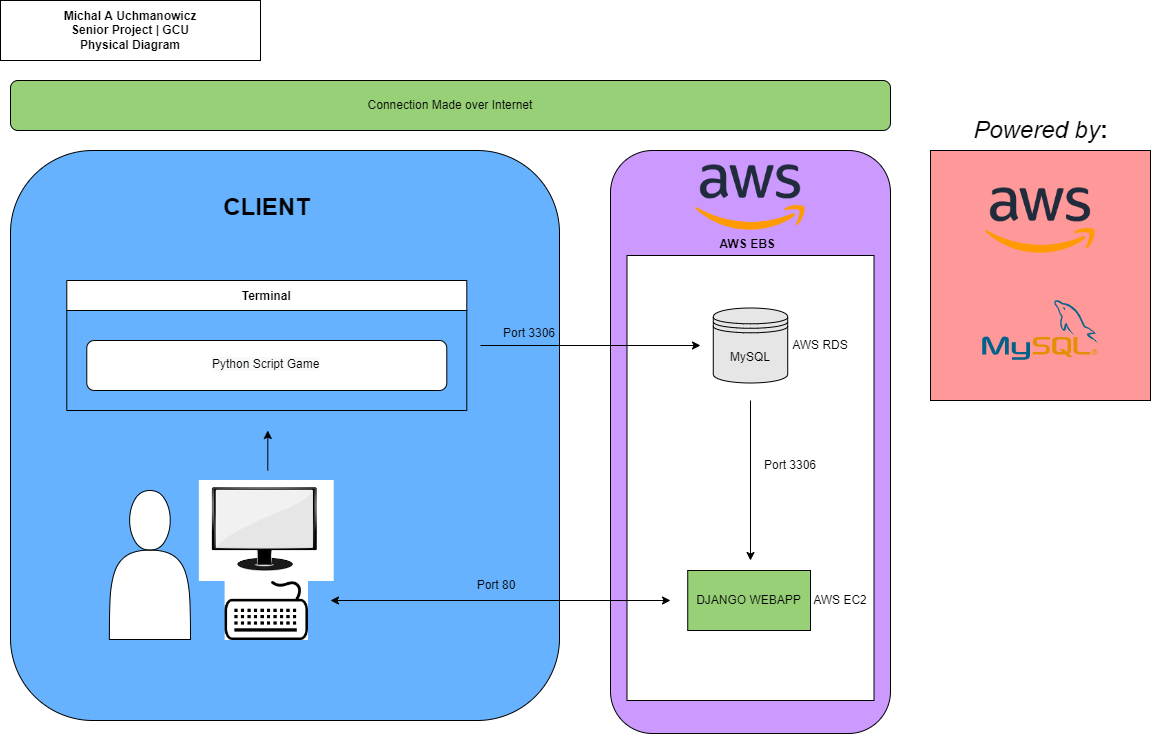 Michal A Uchmanowicz
Senior Project | GCU
Physical Diagram
Connection Made over Internet
Powered by:
CLIENT
aws
AWS EBS
aws
Terminal
Python Script Game
Port 3306
MySQL
AWS RDS
MySQL®
Port 3306
Port 80
DJANGO WEBAPP
AWS EC2